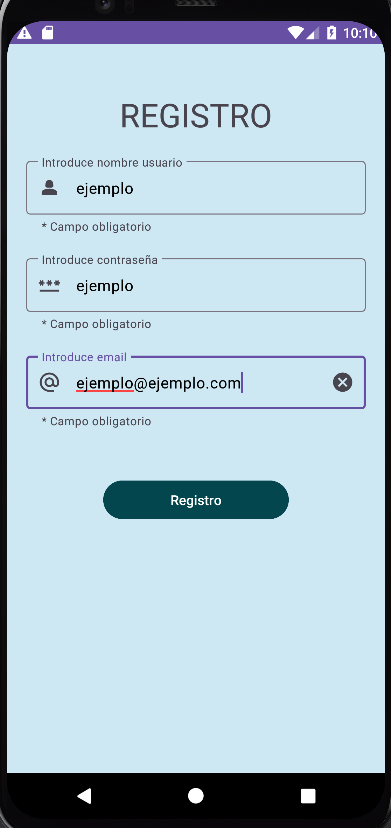 10:10
REGISTRO
Introduce nombre usuario
ejemplo
* Campo obligatorio
Introduce contraseña
ejemplo
* Campo obligatorio
Introduce email
ejemplo@ejemplo.com
* Campo obligatorio
Registro